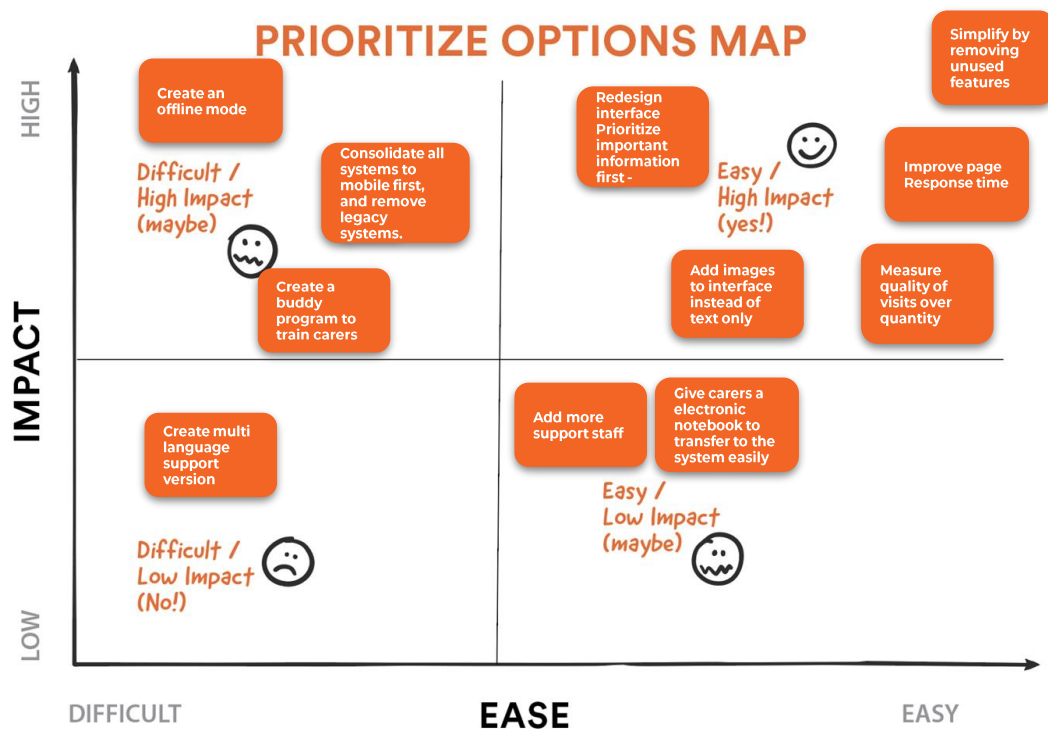 PRIORITIZE OPTIONS MAP
HIGH
IMPACT
LOW
Create an
offline mode
Difficult /
High Impact
(maybe)
Consolidate all
systems to
mobile first,
and remove
legacy
systems.
Create a
buddy
program to
train carers
Redesign
interface
Prioritize
important
information
first -
Easy /
High Impact
(yes!)
Simplify by
removing
unused
features
Improve page
Response time
Add images
to interface
instead of
text only
Measure
quality of
visits over
quantity
Create multi
language
support
version
Difficult /
Low Impact
(No!)
Add more
support staff
Give carers a
electronic
notebook to
transfer to the
system easily
Easy /
Low Impact
(maybe)
DIFFICULT
EASE
EASY